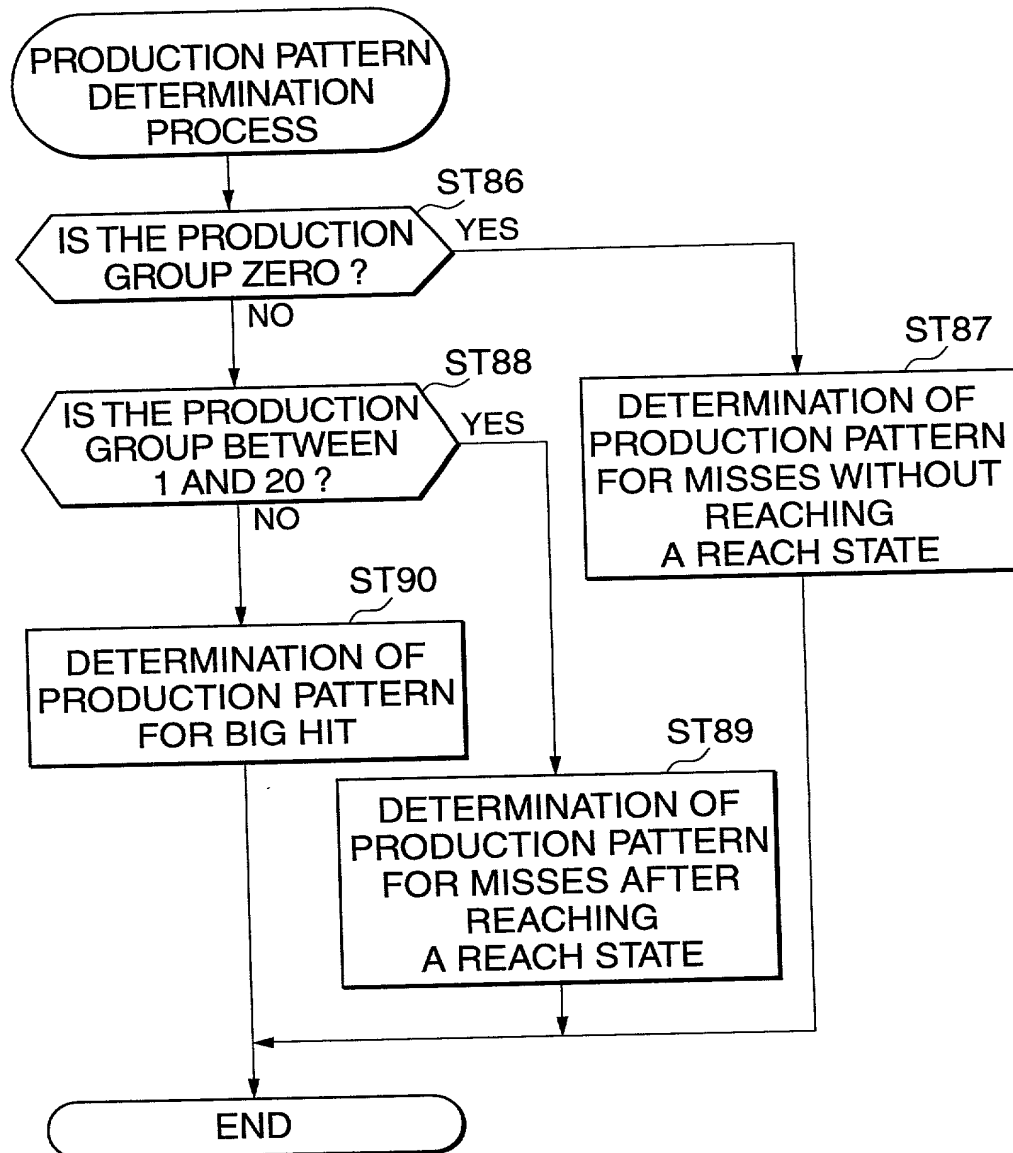 PRODUCTION PATTERN
DETERMINATION
PROCESS
ST86
IS THE PRODUCTION
GROUP ZERO ?
YES
NO
ST87
DETERMINATION OF
PRODUCTION PATTERN
FOR MISSES WITHOUT
REACHING
A REACH STATE
ST88
IS THE PRODUCTION
GROUP BETWEEN
1 AND 20 ?
YES
NO
ST90
DETERMINATION OF
PRODUCTION PATTERN
FOR BIG HIT
ST89
DETERMINATION OF
PRODUCTION PATTERN
FOR MISSES AFTER
REACHING
A REACH STATE
END